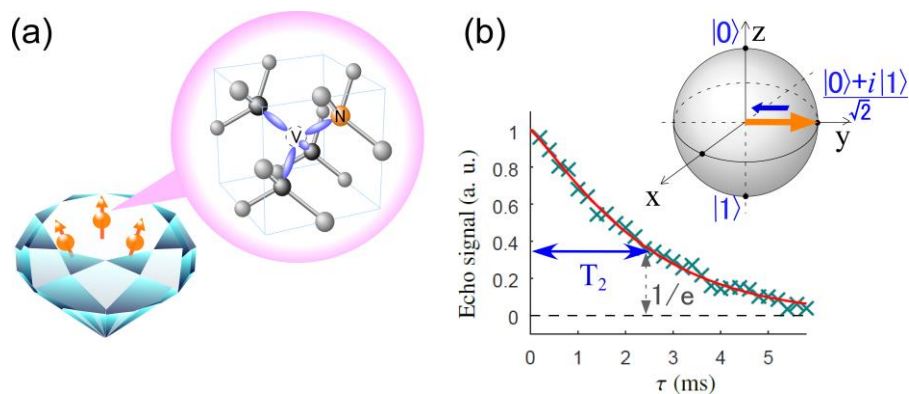 (a)
V
N
(b)
|0⟩
z
|0⟩+i|1⟩
√2
y
x
|1⟩
Echo signal (a. u.)
1
0.8
0.6
0.4
0.2
0
T₂
1/e
0 1 2 3 4 5
τ (ms)